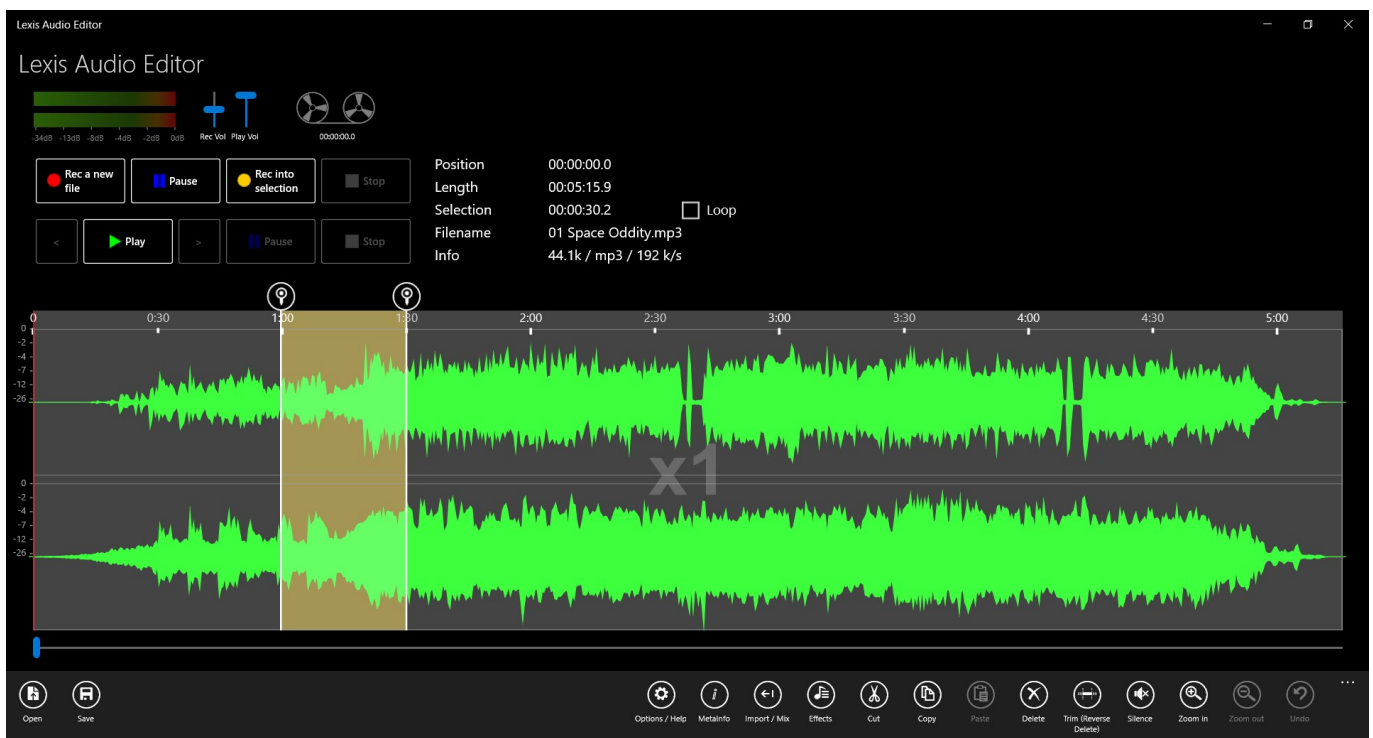 Lexis Audio Editor
Lexis Audio Editor
-34dB -13dB -8dB -4dB -2dB 0dB
Rec Vol Play Vol
00:00:00.0
Rec a new file
Pause
Rec into selection
Stop
<
Play
>
Pause
Stop
Position 00:00:00.0
Length 00:05:15.9
Selection 00:00:30.2
Loop
Filename 01 Space Oddity.mp3
Info 44.1k / mp3 / 192 k/s
0 0:30 1:00 1:30 2:00 2:30 3:00 3:30 4:00 4:30 5:00
0
-2
-4
-7
-12
-26
x1
0
-2
-4
-7
-12
-26
Open
Save
Options / Help
MetaInfo
Import / Mix
Effects
Cut
Copy
Paste
Delete
Trim (Reverse
Delete)
Silence
Zoom in
Zoom out
Undo
...